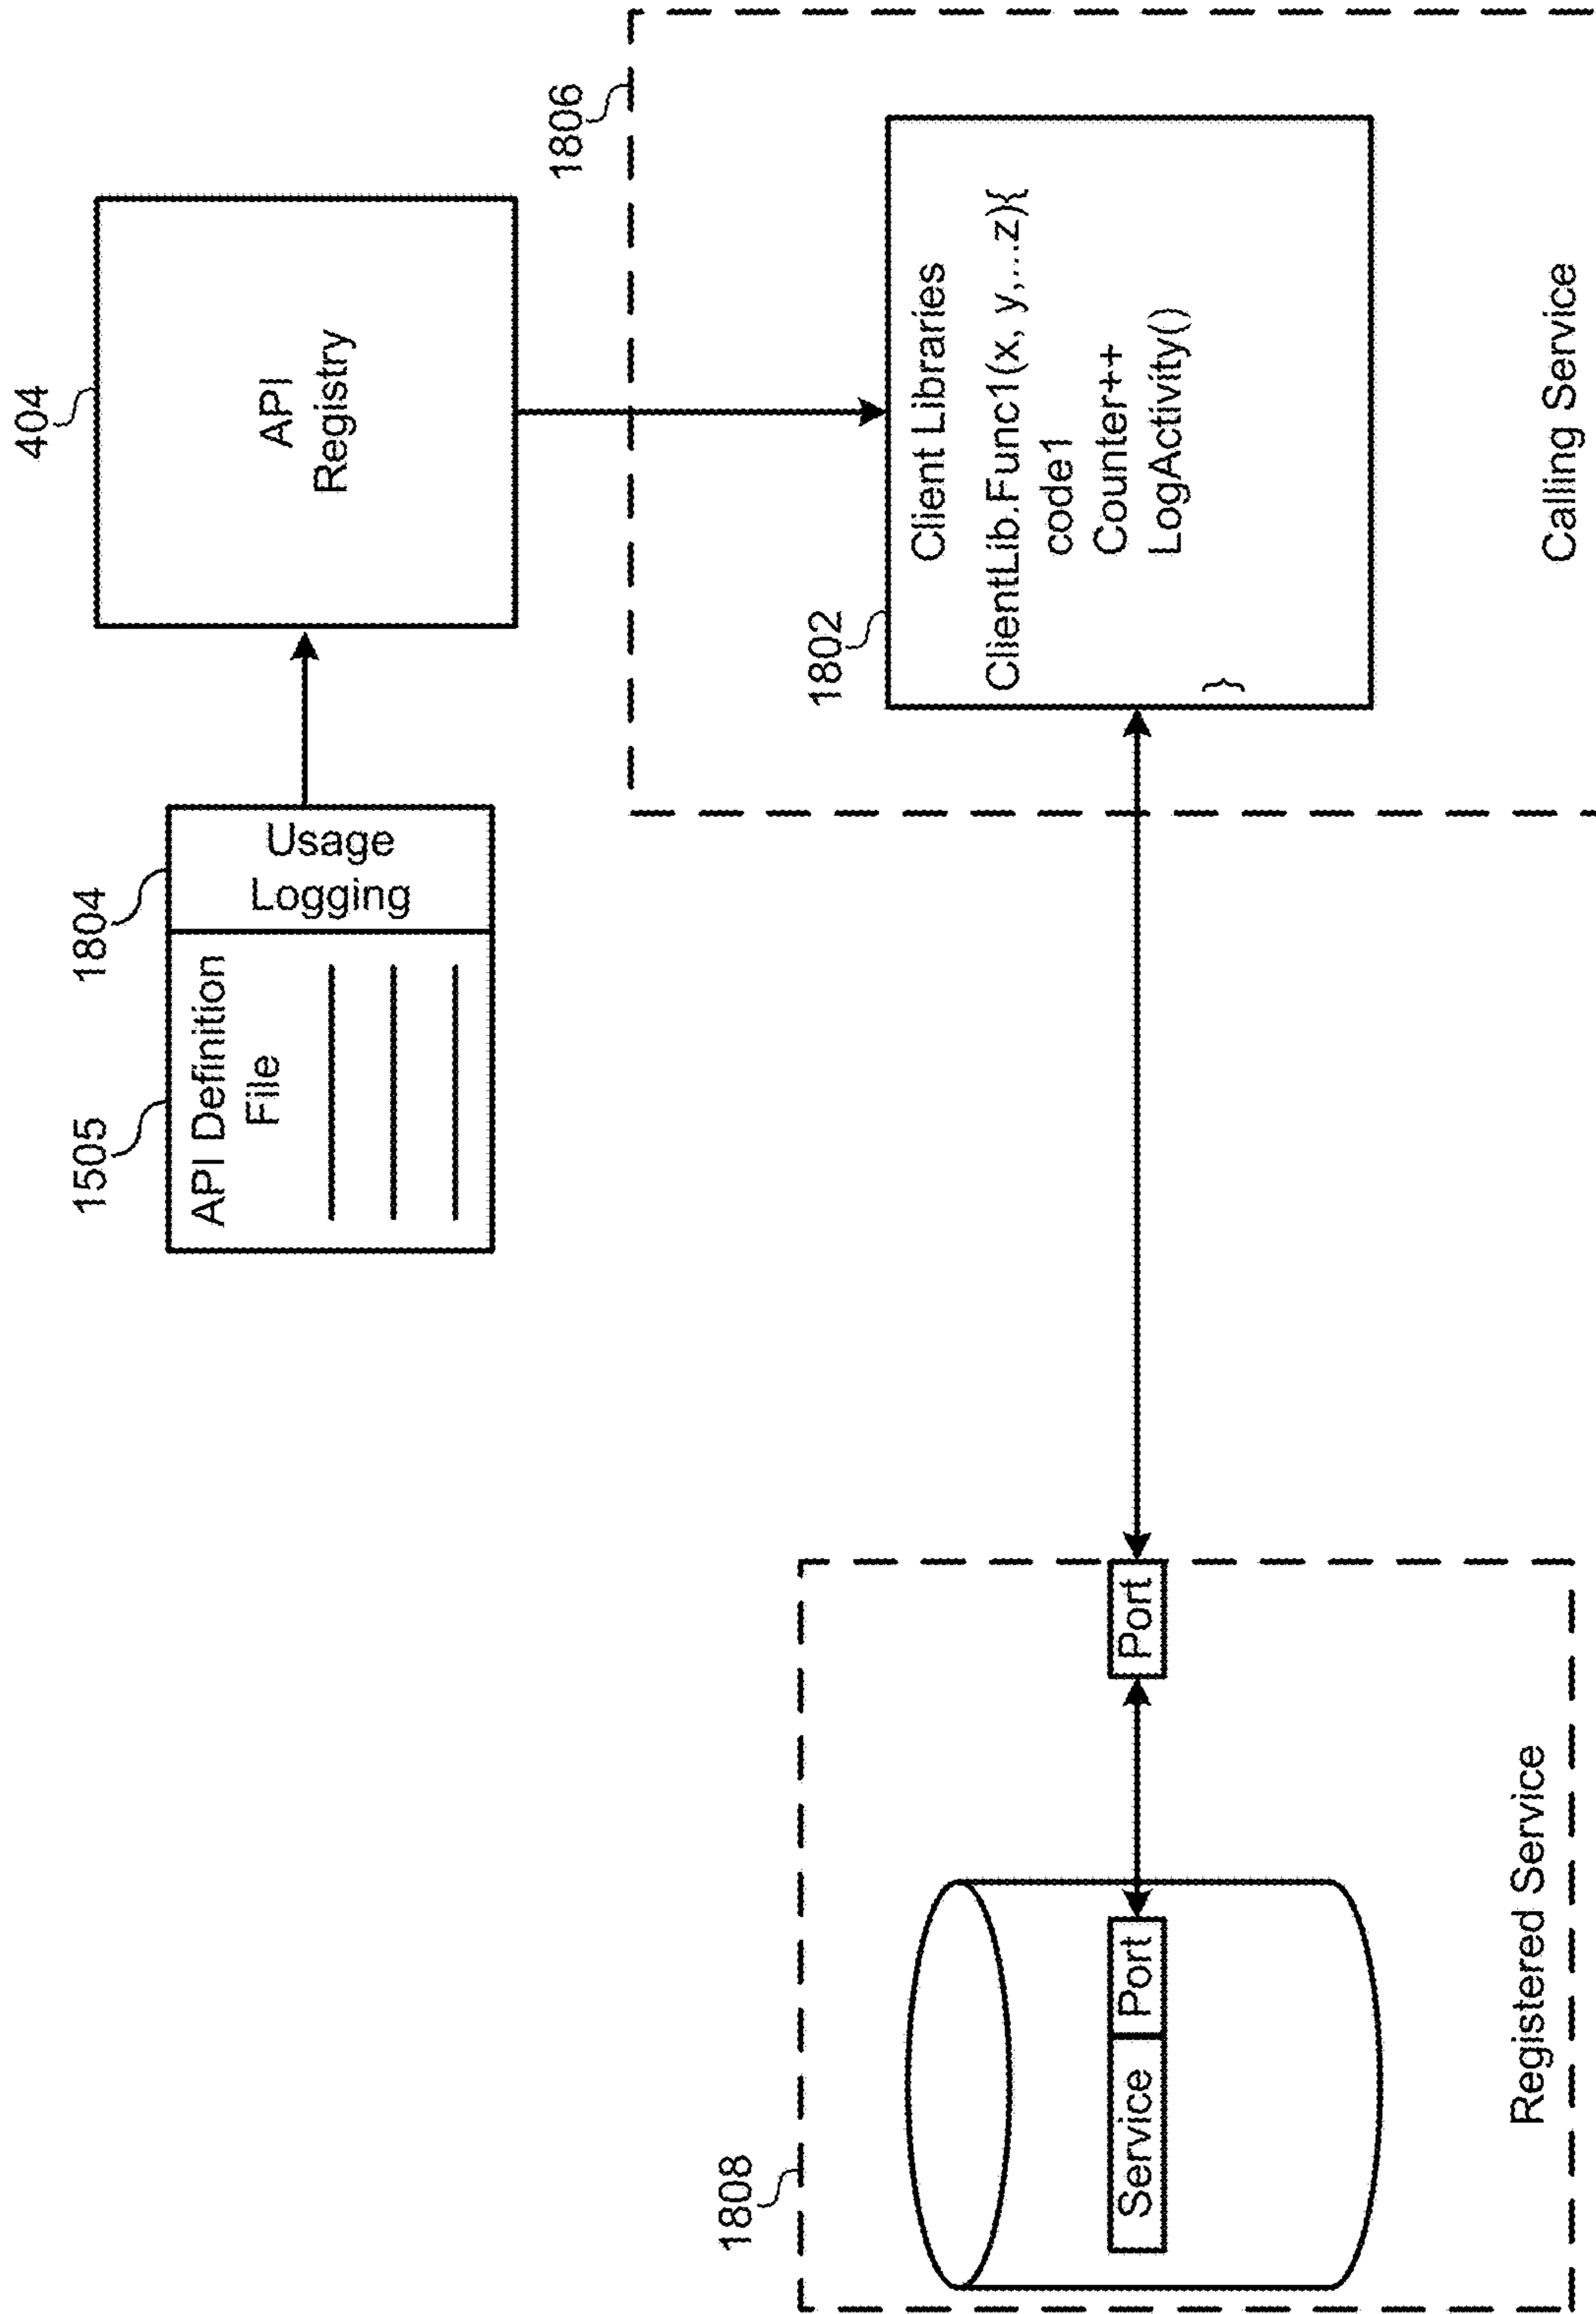 1505
1804
404
API Definition
File
Usage
Logging
API
Registry
1806
1802
Client Libraries
ClientLib.Func1(x, y,...z){
code1
Counter++
LogActivity()
}
Calling Service
1808
Service
Port
Port
Registered Service